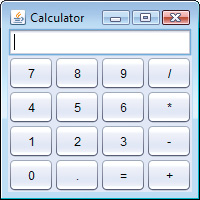 Calculator
7 8 9 /
4 5 6 *
1 2 3 -
0 . = +